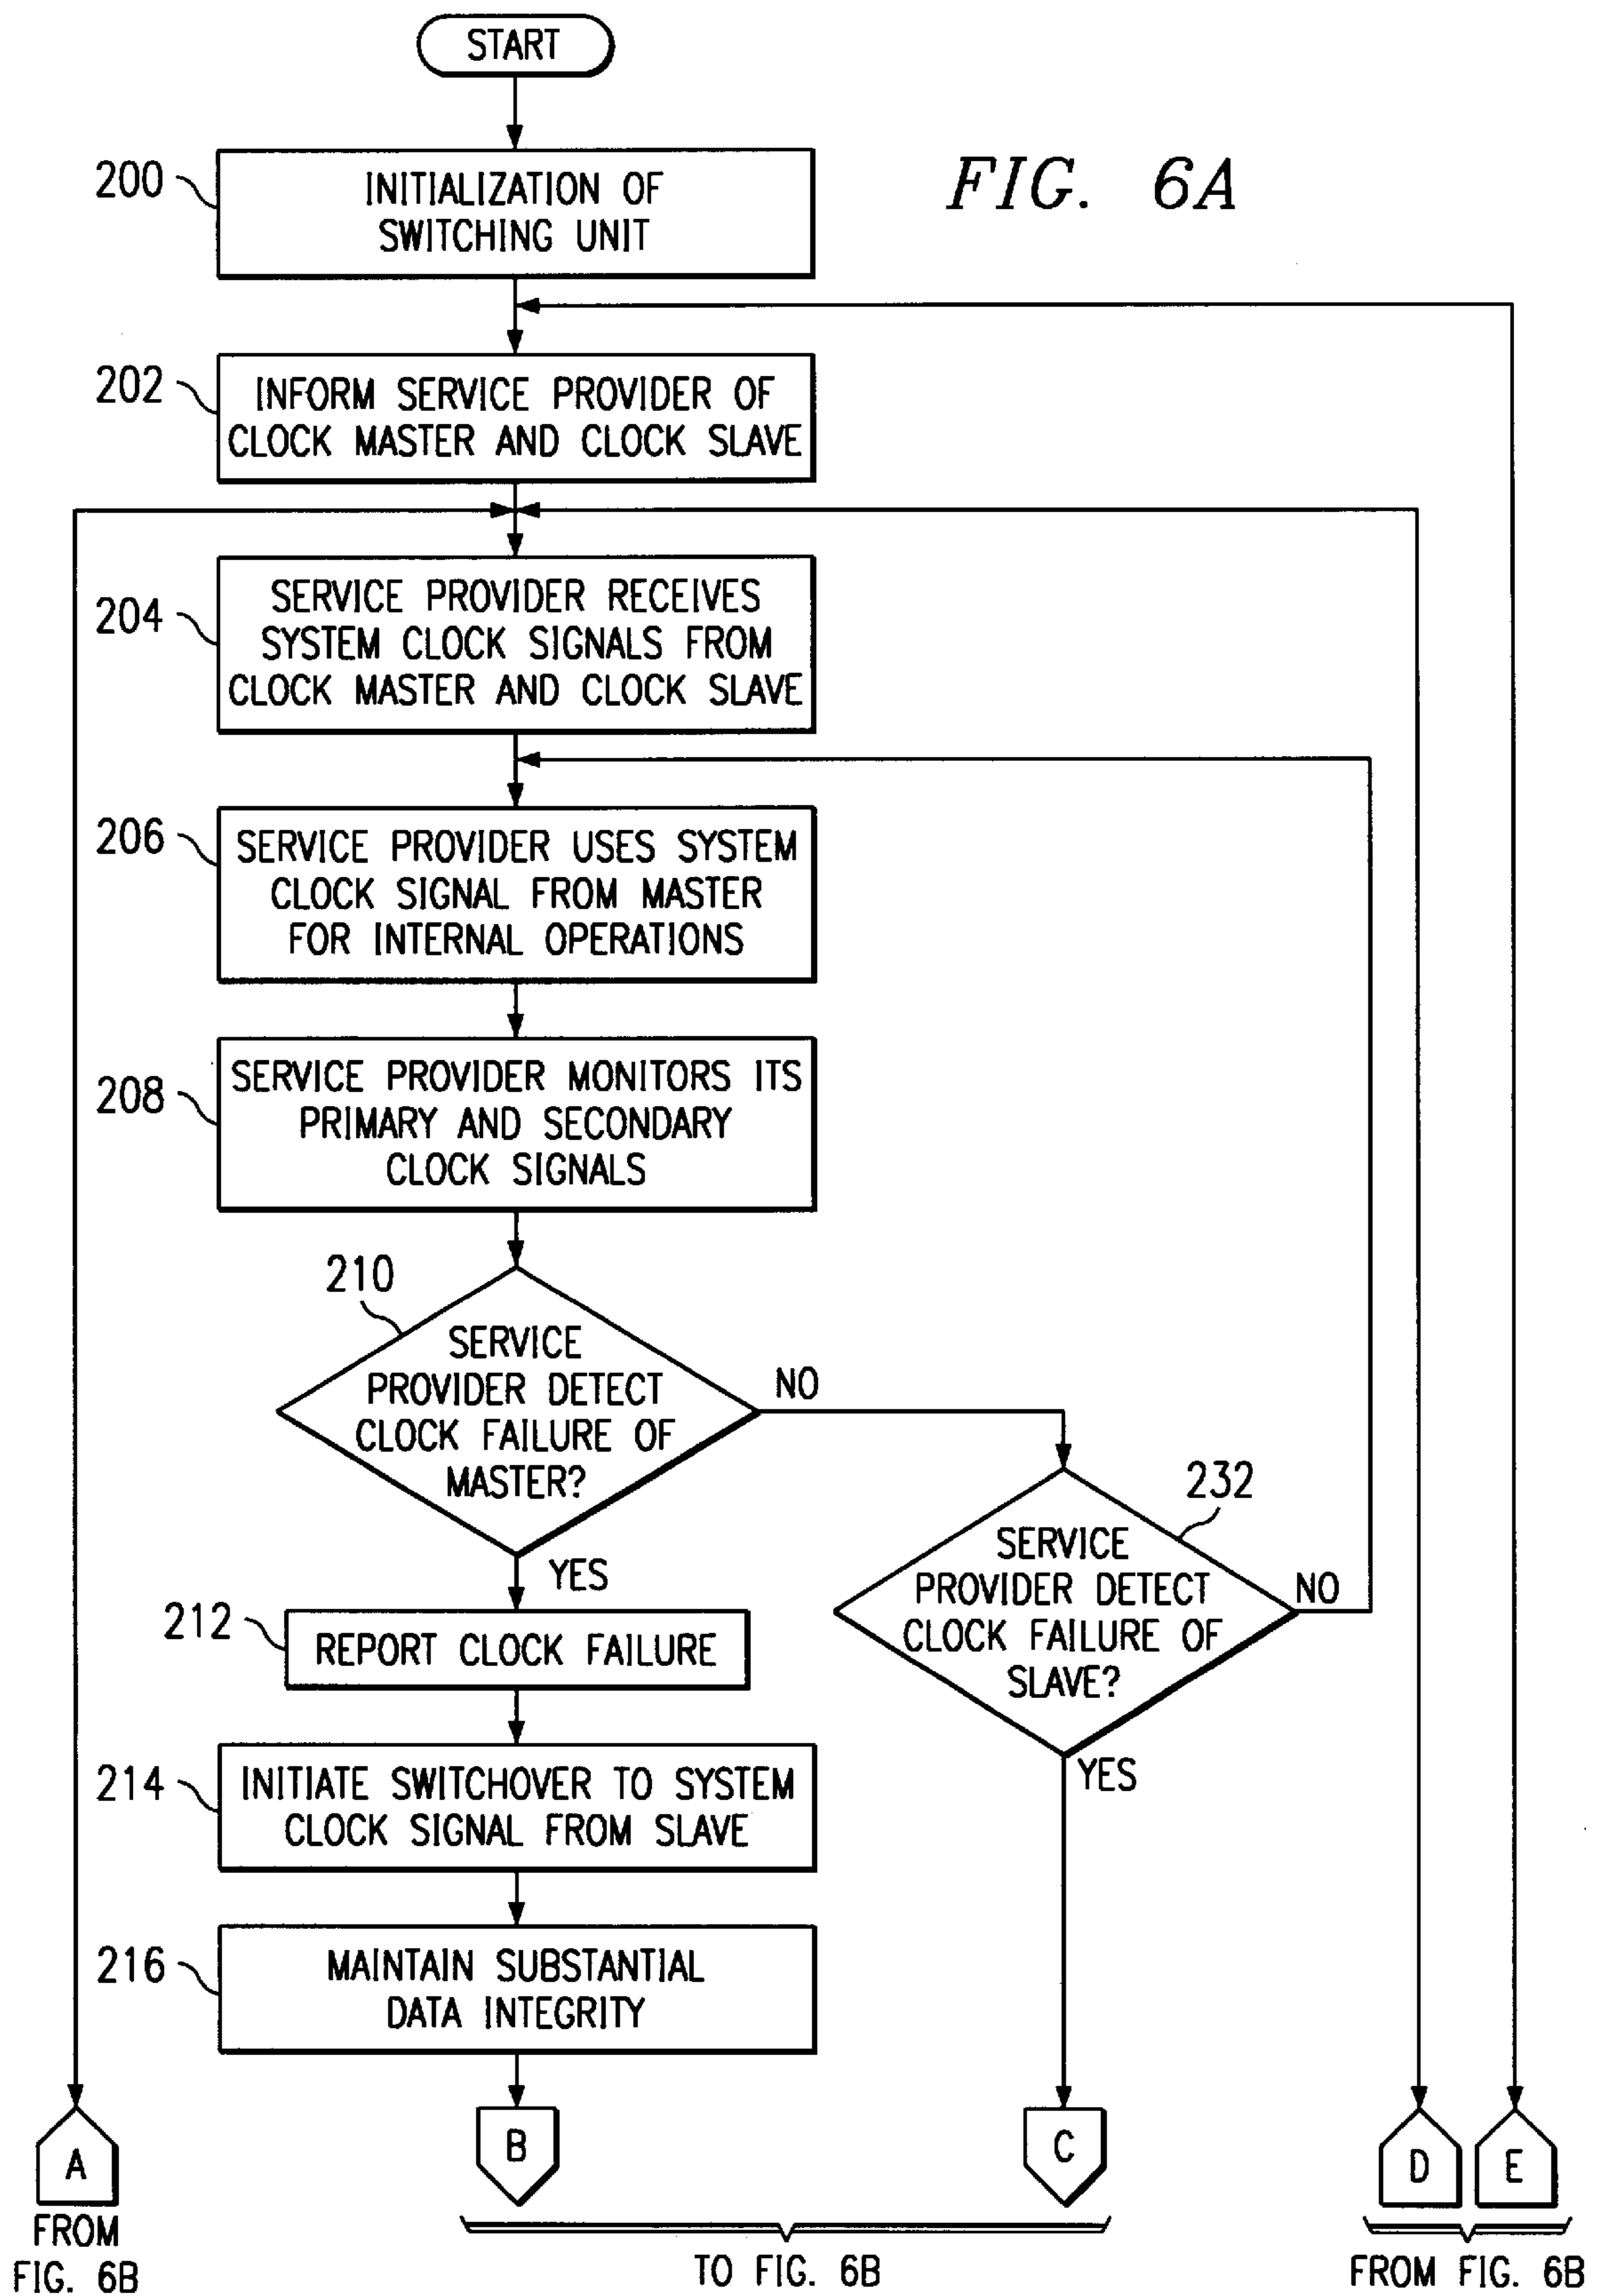 START
FIG. 6A
200
INITIALIZATION OF
SWITCHING UNIT
202
INFORM SERVICE PROVIDER OF
CLOCK MASTER AND CLOCK SLAVE
204
SERVICE PROVIDER RECEIVES
SYSTEM CLOCK SIGNALS FROM
CLOCK MASTER AND CLOCK SLAVE
206
SERVICE PROVIDER USES SYSTEM
CLOCK SIGNAL FROM MASTER
FOR INTERNAL OPERATIONS
208
SERVICE PROVIDER MONITORS ITS
PRIMARY AND SECONDARY
CLOCK SIGNALS
210
SERVICE
PROVIDER DETECT
CLOCK FAILURE OF
MASTER?
NO
YES
232
SERVICE
PROVIDER DETECT
CLOCK FAILURE OF
SLAVE?
NO
YES
212
REPORT CLOCK FAILURE
214
INITIATE SWITCHOVER TO SYSTEM
CLOCK SIGNAL FROM SLAVE
216
MAINTAIN SUBSTANTIAL
DATA INTEGRITY
A
B
C
D
E
FROM
FIG. 6B
TO FIG. 6B
FROM FIG. 6B